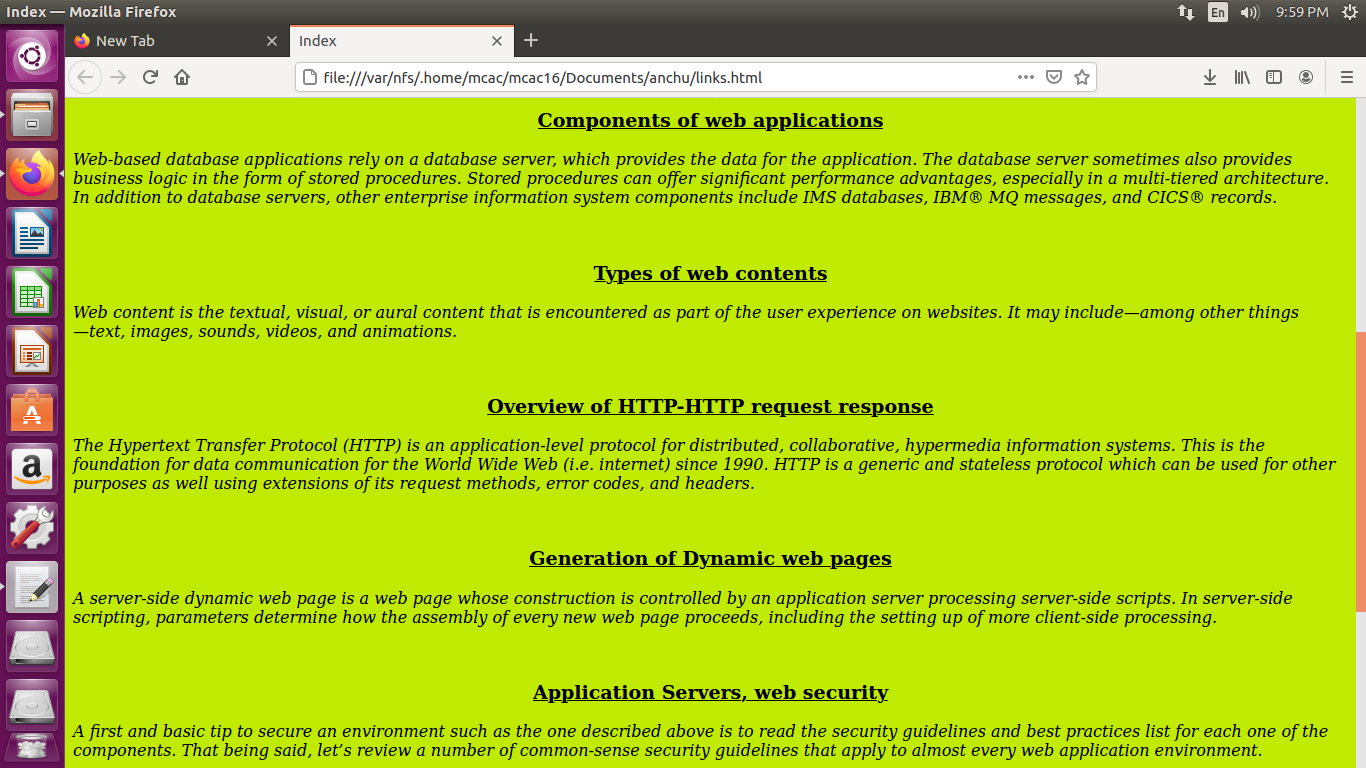 Index — Mozilla Firefox
En
9:59 PM
New Tab
Index
file:///var/nfs/.home/mcac/mcac16/Documents/anchu/links.html
Components of web applications
Web-based database applications rely on a database server, which provides the data for the application. The database server sometimes also provides
business logic in the form of stored procedures. Stored procedures can offer significant performance advantages, especially in a multi-tiered architecture.
In addition to database servers, other enterprise information system components include IMS databases, IBM® MQ messages, and CICS® records.
Types of web contents
Web content is the textual, visual, or aural content that is encountered as part of the user experience on websites. It may include—among other things
—text, images, sounds, videos, and animations.
Overview of HTTP-HTTP request response
The Hypertext Transfer Protocol (HTTP) is an application-level protocol for distributed, collaborative, hypermedia information systems. This is the
foundation for data communication for the World Wide Web (i.e. internet) since 1990. HTTP is a generic and stateless protocol which can be used for other
purposes as well using extensions of its request methods, error codes, and headers.
Generation of Dynamic web pages
A server-side dynamic web page is a web page whose construction is controlled by an application server processing server-side scripts. In server-side
scripting, parameters determine how the assembly of every new web page proceeds, including the setting up of more client-side processing.
Application Servers, web security
A first and basic tip to secure an environment such as the one described above is to read the security guidelines and best practices list for each one of the
components. That being said, let’s review a number of common-sense security guidelines that apply to almost every web application environment.